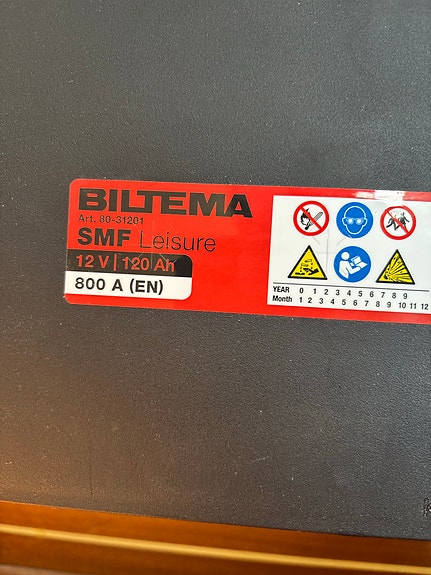 BILTEMA
Art. 80-31201
SMF Leisure
12 V | 120 Ah
800 A (EN)
YEAR 0 1 2 3 4 5 6 7 8 9
Month 1 2 3 4 5 6 7 8 9 10 11 12